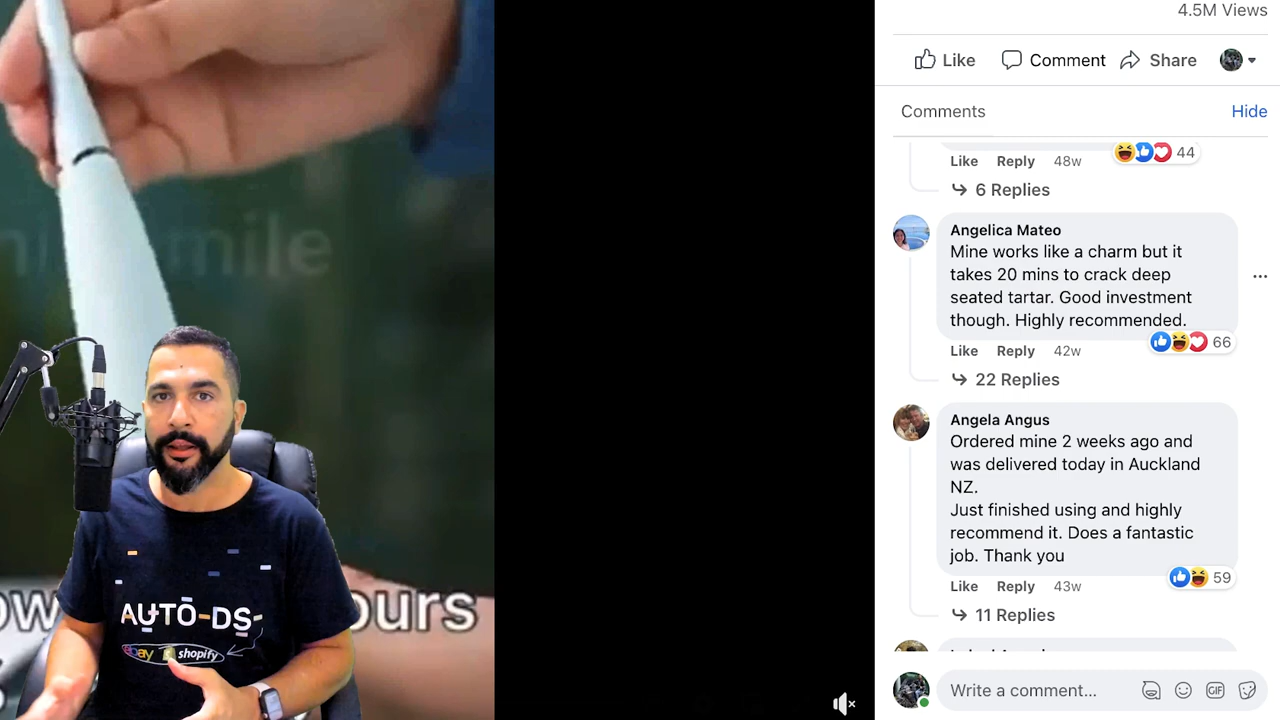 4.5M Views
Like
Comment
Share
Comments
Hide
Like Reply 48w
44
6 Replies
Angelica Mateo
Mine works like a charm but it
takes 20 mins to crack deep
seated tartar. Good investment
though. Highly recommended.
66
Like Reply 42w
22 Replies
Angela Angus
Ordered mine 2 weeks ago and
was delivered today in Auckland
NZ.
Just finished using and highly
recommend it. Does a fantastic
job. Thank you
59
Like Reply 43w
11 Replies
Write a comment...
GIF
AUTO-DS
ebay shopify